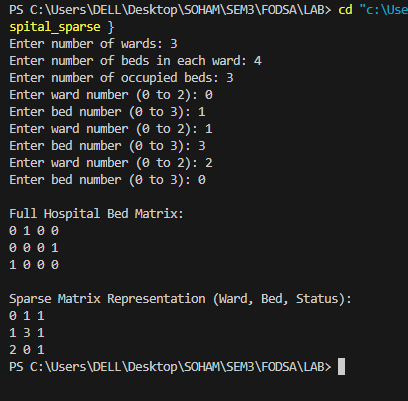 PS C:\Users\DELL\Desktop\SOHAM\SEM3\FODSA\LAB> cd "c:\Use
spital_sparse }
Enter number of wards: 3
Enter number of beds in each ward: 4
Enter number of occupied beds: 3
Enter ward number (0 to 2): 0
Enter bed number (0 to 3): 1
Enter ward number (0 to 2): 1
Enter bed number (0 to 3): 3
Enter ward number (0 to 2): 2
Enter bed number (0 to 3): 0
Full Hospital Bed Matrix:
0 1 0 0
0 0 0 1
1 0 0 0
Sparse Matrix Representation (Ward, Bed, Status):
0 1 1
1 3 1
2 0 1
PS C:\Users\DELL\Desktop\SOHAM\SEM3\FODSA\LAB>